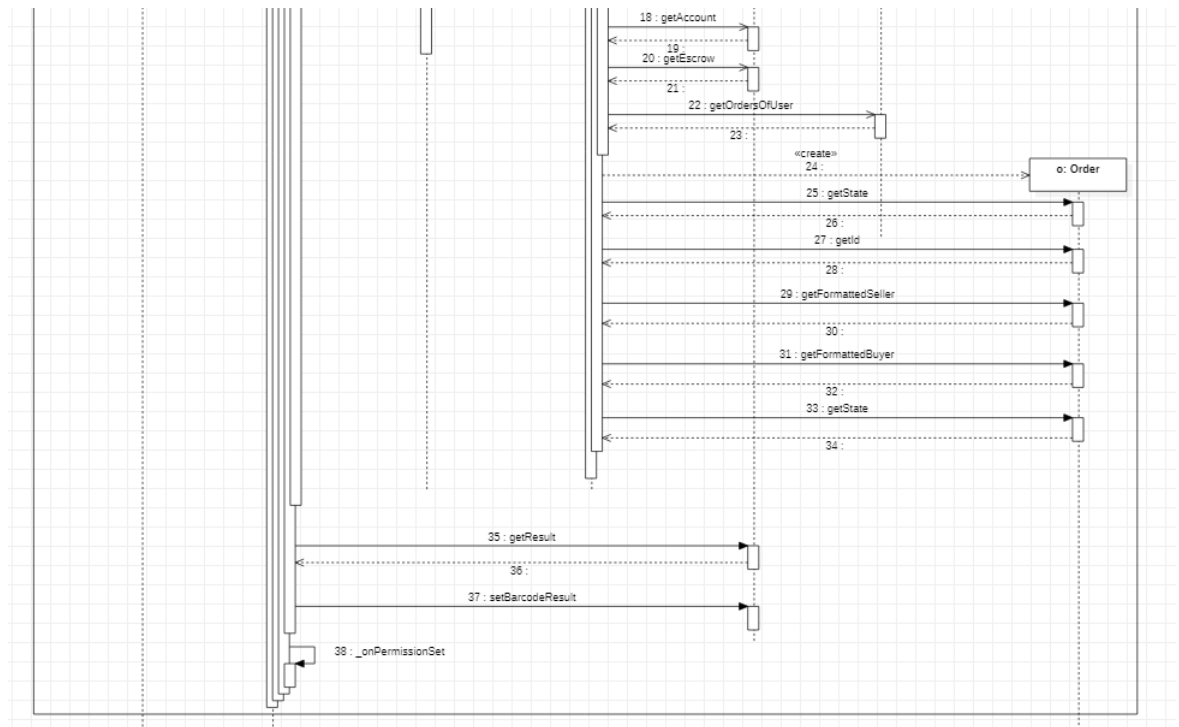 18 : getAccount
19 :
20 : getEscrow
21 :
22 : getOrdersOfUser
23 :
«create»
24 :
o: Order
25 : getState
26 :
27 : getId
28 :
29 : getFormattedSeller
30 :
31 : getFormattedBuyer
32 :
33 : getState
34 :
35 : getResult
36 :
37 : setBarcodeResult
38 : _onPermissionSet